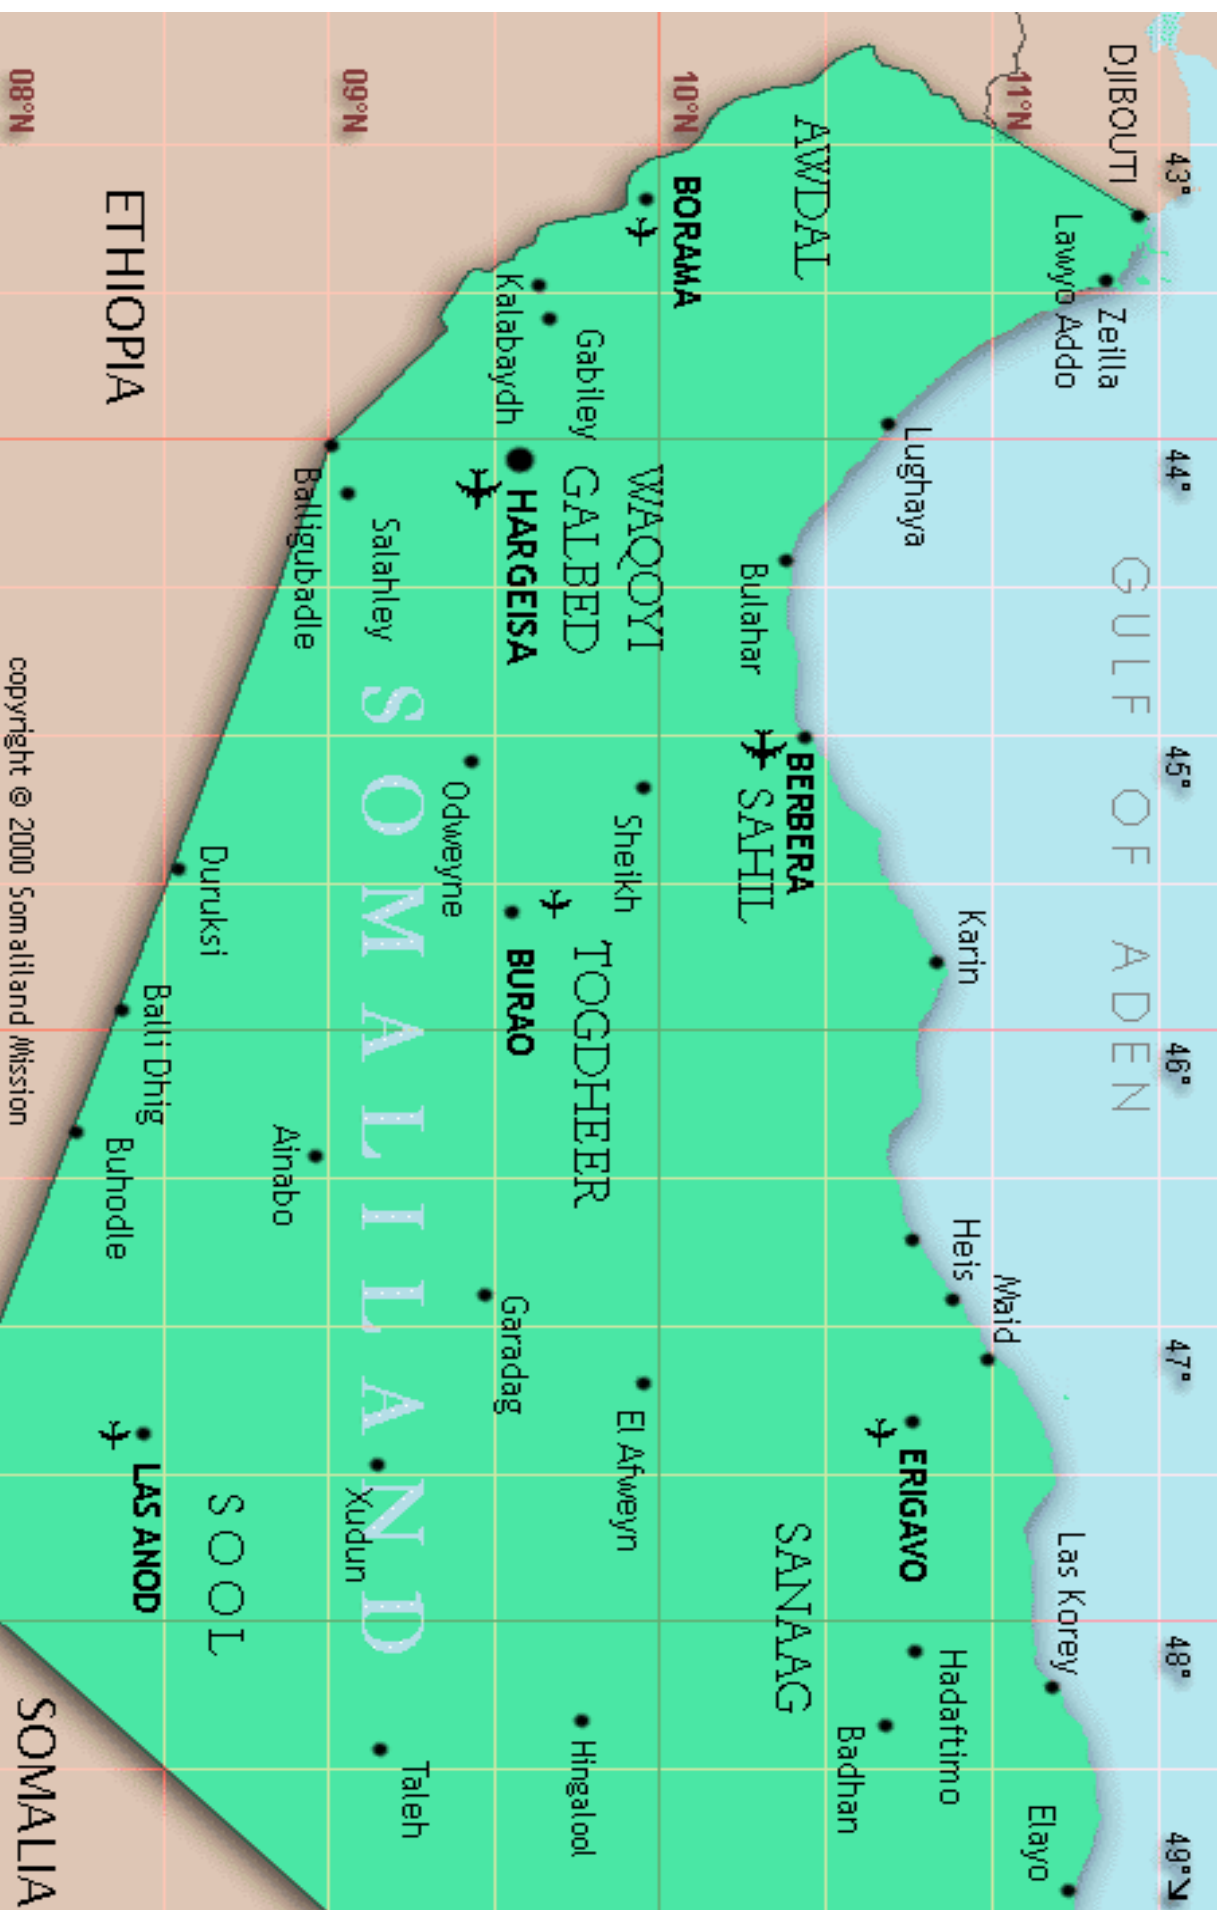 43°
44°
45°
46°
47°
48°
49°
DJIBOUTI
11°N
10°N
09°N
08°N
GULF OF ADEN
Zeilla
Lawyo Addo
Lughaya
Bulahar
AWDAL
BORAMA
Gabiley
Kalabaydh
WAQOYI
GALBED
HARGEISA
Salahley
Balligubadle
BERBERA
SAHIL
Sheikh
Odweyne
Karin
TOGDHEER
BURAO
Duruksi
Balli Dhig
Buhodle
Ainabo
SOMALILAND
Heis
Maid
Garadag
El Afweyn
ERIGAVO
SANAAG
Las Korey
Hadaftimo
Badhan
Elayo
Hingalool
Taleh
Xudun
SOOL
LAS ANOD
ETHIOPIA
SOMALIA
copyright © 2000 Somaliland Mission